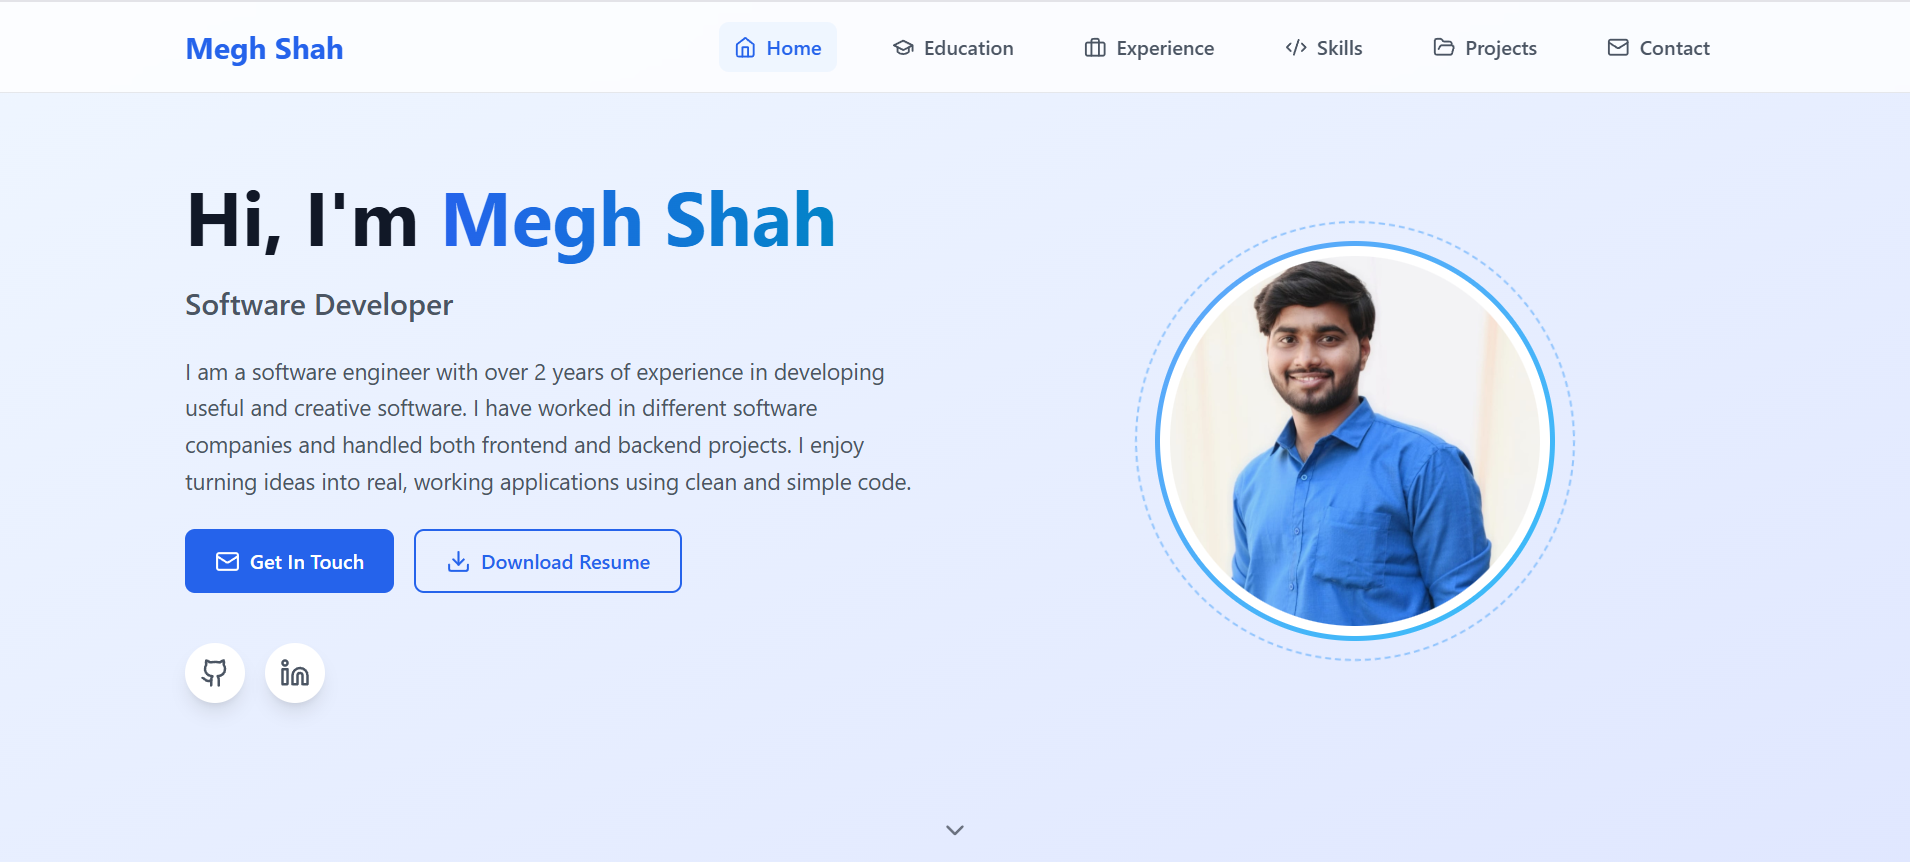 Megh Shah
Home
Education
Experience
Skills
Projects
Contact
Hi, I'm Megh Shah
Software Developer
I am a software engineer with over 2 years of experience in developing
useful and creative software. I have worked in different software
companies and handled both frontend and backend projects. I enjoy
turning ideas into real, working applications using clean and simple code.
Get In Touch
Download Resume